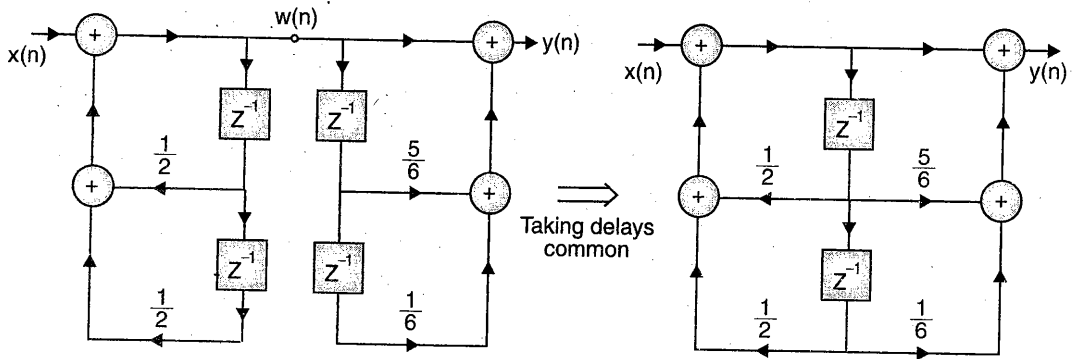 w(n)
x(n)
+
+
y(n)
z⁻¹
z⁻¹
1/2
5/6
+
+
z⁻¹
z⁻¹
1/2
1/6
⇒
Taking delays
common
x(n)
+
+
y(n)
z⁻¹
1/2
5/6
+
+
z⁻¹
1/2
1/6